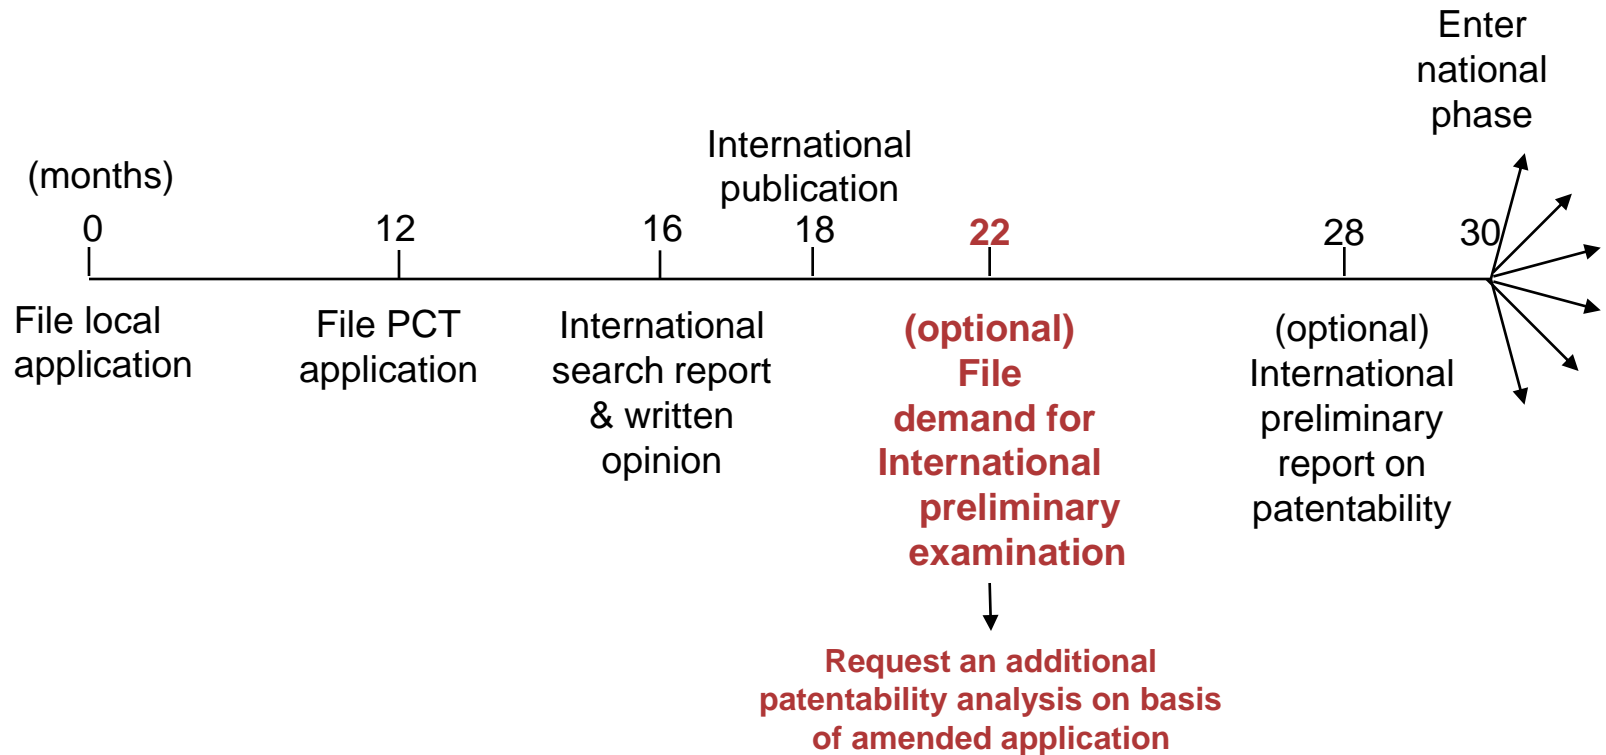 Enter
national
phase
International
publication
(months)
0
12
16
18
22
28
30
File local
application
File PCT
application
International
search report
& written
opinion
(optional)
File
demand for
International
preliminary
examination
(optional)
International
preliminary
report on
patentability
Request an additional
patentability analysis on basis
of amended application